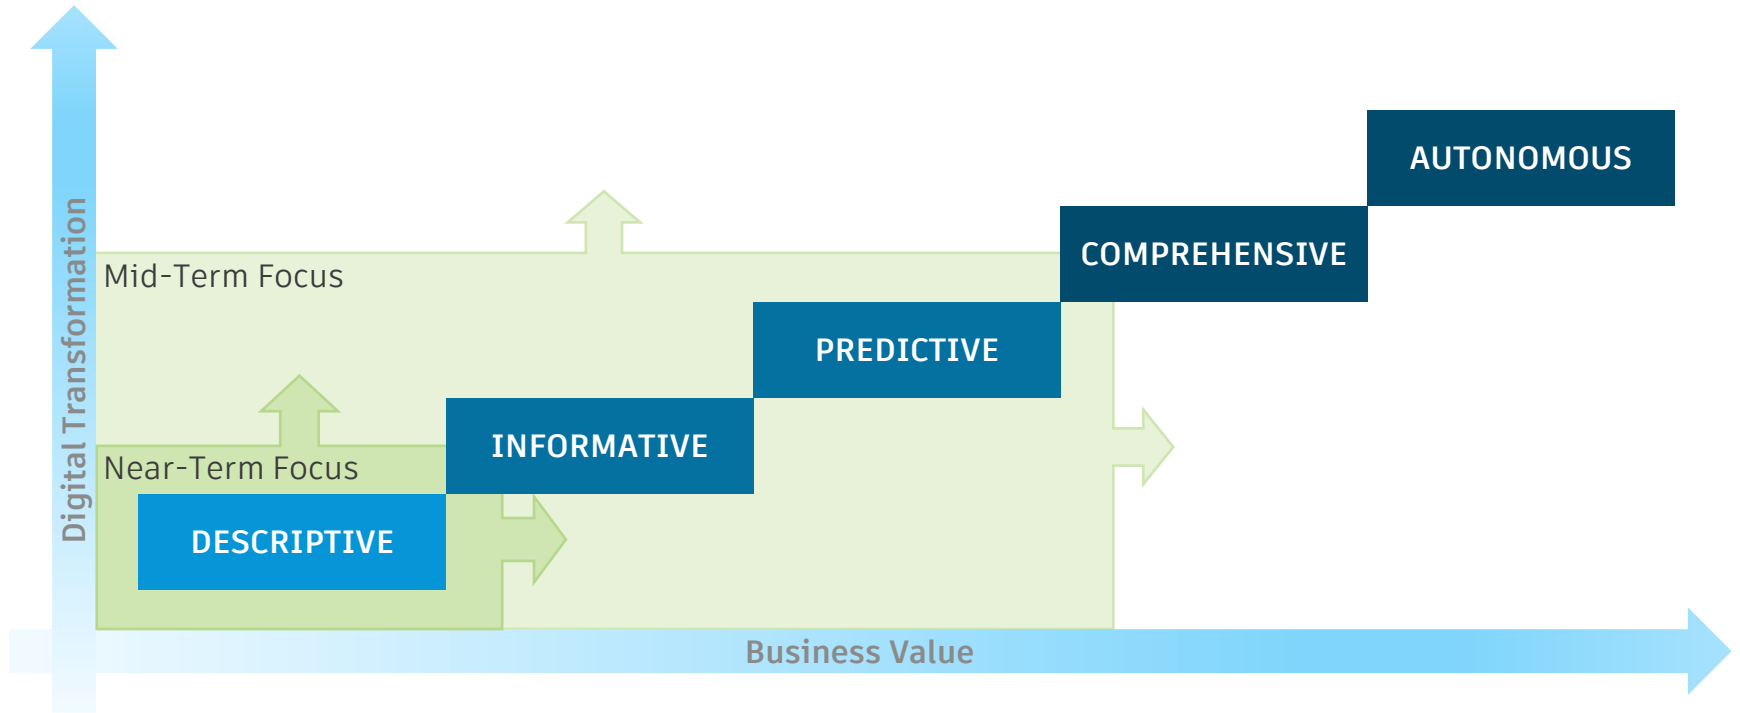 Digital Transformation
AUTONOMOUS
COMPREHENSIVE
Mid-Term Focus
PREDICTIVE
INFORMATIVE
Near-Term Focus
DESCRIPTIVE
Business Value